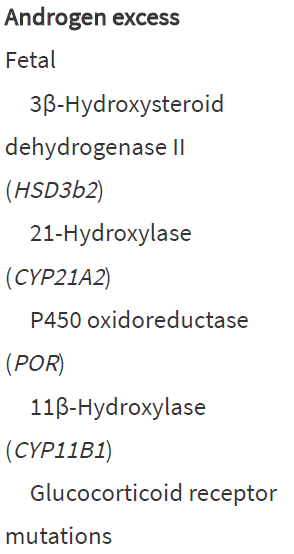 Androgen excess
Fetal
3β-Hydroxysteroid
dehydrogenase II
(HSD3b2)
21-Hydroxylase
(CYP21A2)
P450 oxidoreductase
(POR)
11β-Hydroxylase
(CYP11B1)
Glucocorticoid receptor
mutations